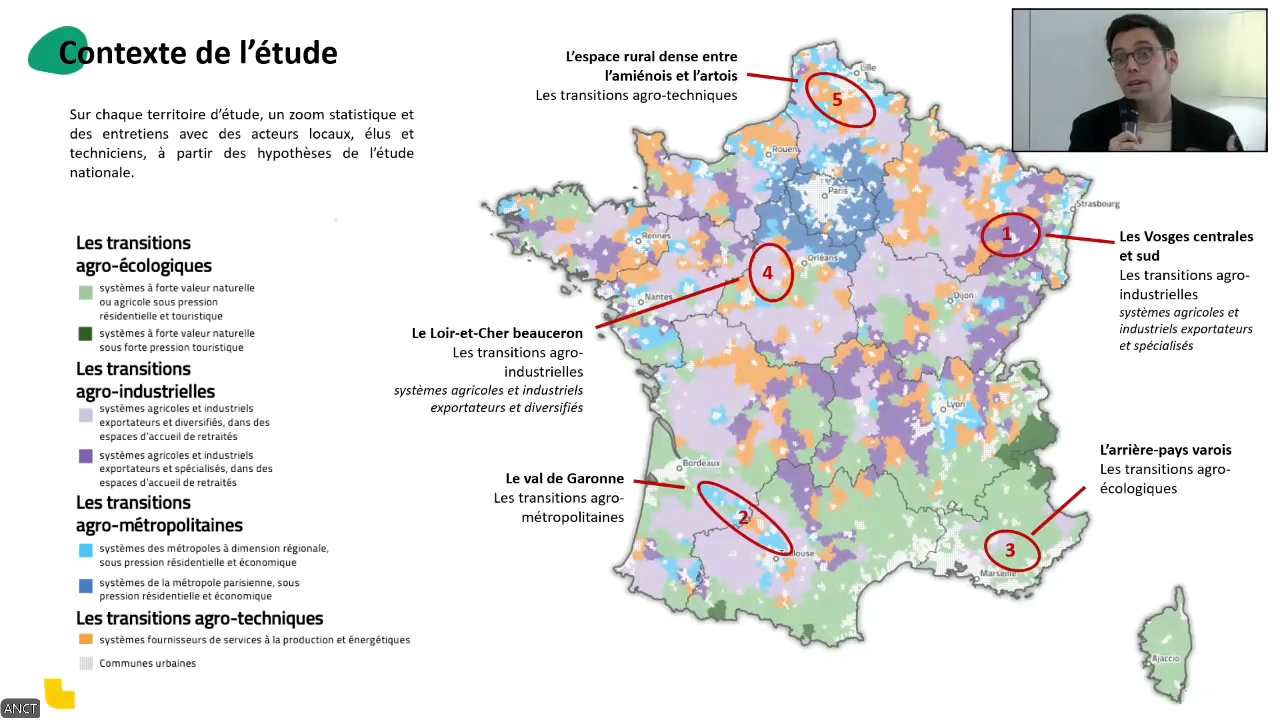 Contexte de l'étude
Sur chaque territoire d'étude, un zoom statistique et
des entretiens avec des acteurs locaux, élus et
techniciens, à partir des hypothèses de l'étude
nationale.
Les transitions
agro-écologiques
systèmes à forte valeur naturelle
ou agricole sous pression
résidentielle et touristique
systèmes à forte valeur naturelle
sous forte pression touristique
Les transitions
agro-industrielles
systèmes agricoles et industriels
exportateurs et diversifiés, dans des
espaces d'accueil de retraités
systèmes agricoles et industriels
exportateurs et spécialisés, dans des
espaces d'accueil de retraités
Les transitions
agro-métropolitaines
systèmes des métropoles à dimension régionale,
sous pression résidentielle et économique
systèmes de la métropole parisienne, sous
pression résidentielle et économique
Les transitions agro-techniques
systèmes fournisseurs de services à la production et énergétiques
Communes urbaines
ANCT
L'espace rural dense entre
l'amiénois et l'artois
Les transitions agro-techniques
Le Loir-et-Cher beauceron
Les transitions agro-
industrielles
systèmes agricoles et industriels
exportateurs et diversifiés
Le val de Garonne
Les transitions agro-
métropolitaines
Les Vosges centrales
et sud
Les transitions agro-
industrielles
systèmes agricoles et
industriels exportateurs
et spécialisés
L'arrière-pays varois
Les transitions agro-
écologiques
Lille
5
Rouen
Paris
Strasbourg
1
Rennes
4
Orléans
Nantes
Dijon
Lyon
Bordeaux
2
Toulouse
3
Marseille
Ajaccio